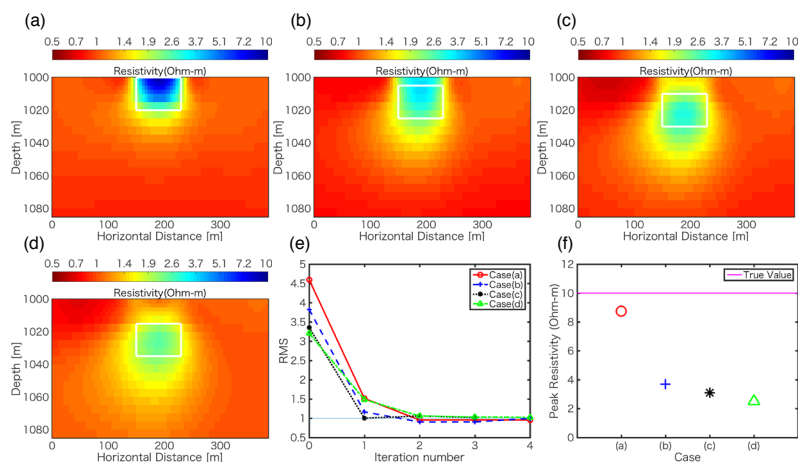 (a)
0.5 0.7 1 1.4 1.9 2.6 3.7 5.2 7.2 10
Resistivity(Ohm-m)
1000
1020
1040
1060
1080
Depth [m]
0 100 200 300
Horizontal Distance [m]
(b)
0.5 0.7 1 1.4 1.9 2.6 3.7 5.2 7.2 10
Resistivity(Ohm-m)
1000
1020
1040
1060
1080
Depth [m]
0 100 200 300
Horizontal Distance [m]
(c)
0.5 0.7 1 1.4 1.9 2.6 3.7 5.2 7.2 10
Resistivity(Ohm-m)
1000
1020
1040
1060
1080
Depth [m]
0 100 200 300
Horizontal Distance [m]
(d)
0.5 0.7 1 1.4 1.9 2.6 3.7 5.2 7.2 10
Resistivity(Ohm-m)
1000
1020
1040
1060
1080
Depth [m]
0 100 200 300
Horizontal Distance [m]
(e)
5
4.5
4
3.5
3
2.5
2
1.5
1
0.5
RMS
Case(a)
Case(b)
Case(c)
Case(d)
0 1 2 3 4
Iteration number
(f)
12
10
8
6
4
2
0
Peak Resistivity (Ohm-m)
True Value
(a) (b) (c) (d)
Case